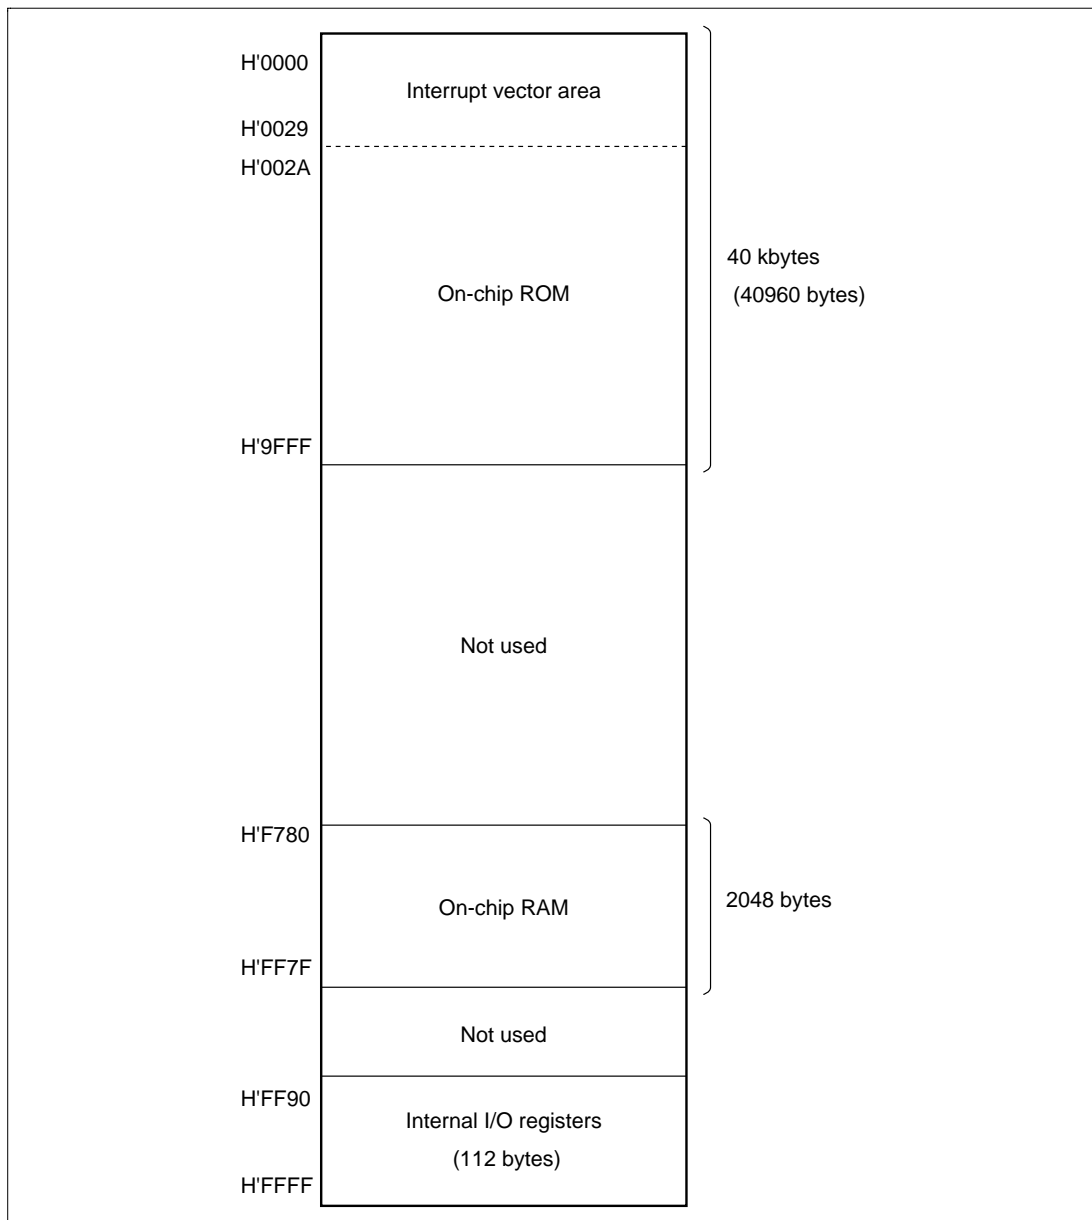 H'0000
Interrupt vector area
H'0029
H'002A
40 kbytes
(40960 bytes)
On-chip ROM
H'9FFF
Not used
H'F780
On-chip RAM
2048 bytes
H'FF7F
Not used
H'FF90
Internal I/O registers
(112 bytes)
H'FFFF